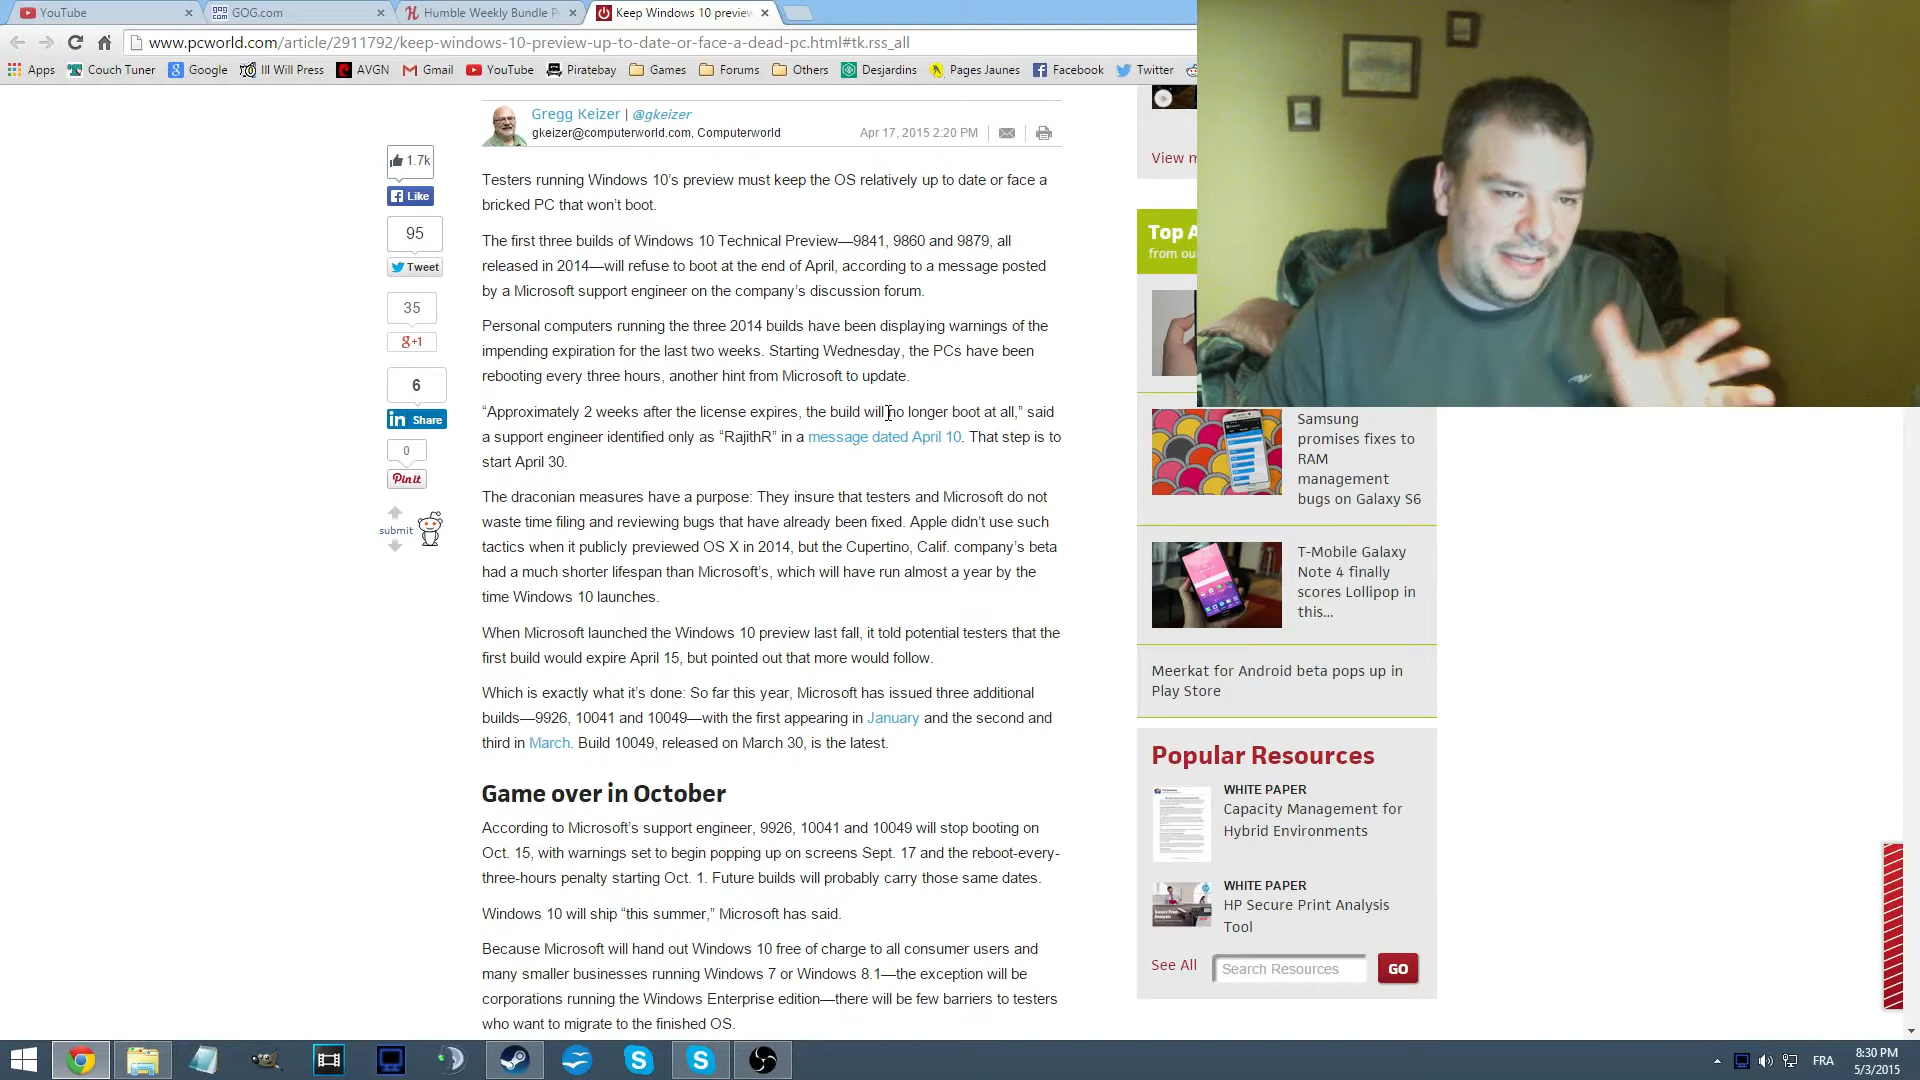 YouTube
GOG.com
Humble Weekly Bundle P
Keep Windows 10 preview
www.pcworld.com/article/2911792/keep-windows-10-preview-up-to-date-or-face-a-dead-pc.html#tk.rss_all
Apps
Couch Tuner
Google
Ill Will Press
AVGN
Gmail
YouTube
Piratebay
Games
Forums
Others
Desjardins
Pages Jaunes
Facebook
Twitter
Gregg Keizer | @gkeizer
gkeizer@computerworld.com, Computerworld
Apr 17, 2015 2:20 PM
1.7k
Like
95
Tweet
35
g+1
6
in Share
0
Pin it
submit
Testers running Windows 10’s preview must keep the OS relatively up to date or face a
bricked PC that won’t boot.
The first three builds of Windows 10 Technical Preview—9841, 9860 and 9879, all
released in 2014—will refuse to boot at the end of April, according to a message posted
by a Microsoft support engineer on the company’s discussion forum.
Personal computers running the three 2014 builds have been displaying warnings of the
impending expiration for the last two weeks. Starting Wednesday, the PCs have been
rebooting every three hours, another hint from Microsoft to update.
“Approximately 2 weeks after the license expires, the build will no longer boot at all,” said
a support engineer identified only as “RajithR” in a message dated April 10. That step is to
start April 30.
The draconian measures have a purpose: They insure that testers and Microsoft do not
waste time filing and reviewing bugs that have already been fixed. Apple didn’t use such
tactics when it publicly previewed OS X in 2014, but the Cupertino, Calif. company’s beta
had a much shorter lifespan than Microsoft’s, which will have run almost a year by the
time Windows 10 launches.
When Microsoft launched the Windows 10 preview last fall, it told potential testers that the
first build would expire April 15, but pointed out that more would follow.
Which is exactly what it’s done: So far this year, Microsoft has issued three additional
builds—9926, 10041 and 10049—with the first appearing in January and the second and
third in March. Build 10049, released on March 30, is the latest.
Game over in October
According to Microsoft’s support engineer, 9926, 10041 and 10049 will stop booting on
Oct. 15, with warnings set to begin popping up on screens Sept. 17 and the reboot-every-
three-hours penalty starting Oct. 1. Future builds will probably carry those same dates.
Windows 10 will ship “this summer,” Microsoft has said.
Because Microsoft will hand out Windows 10 free of charge to all consumer users and
many smaller businesses running Windows 7 or Windows 8.1—the exception will be
corporations running the Windows Enterprise edition—there will be few barriers to testers
who want to migrate to the finished OS.
View m
Top A
from ou
Samsung
promises fixes to
RAM
management
bugs on Galaxy S6
T-Mobile Galaxy
Note 4 finally
scores Lollipop in
this...
Meerkat for Android beta pops up in
Play Store
Popular Resources
WHITE PAPER
Capacity Management for
Hybrid Environments
WHITE PAPER
HP Secure Print Analysis
Tool
See All
Search Resources
GO
FRA
8:30 PM
5/3/2015